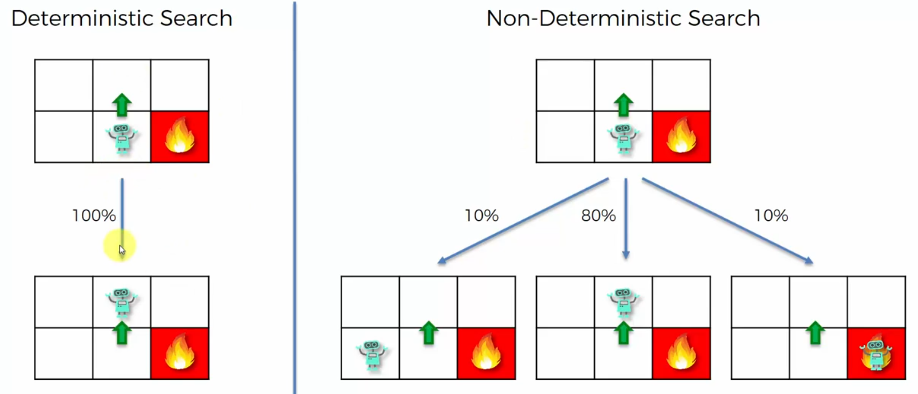 Deterministic Search
Non-Deterministic Search
100%
10%
80%
10%